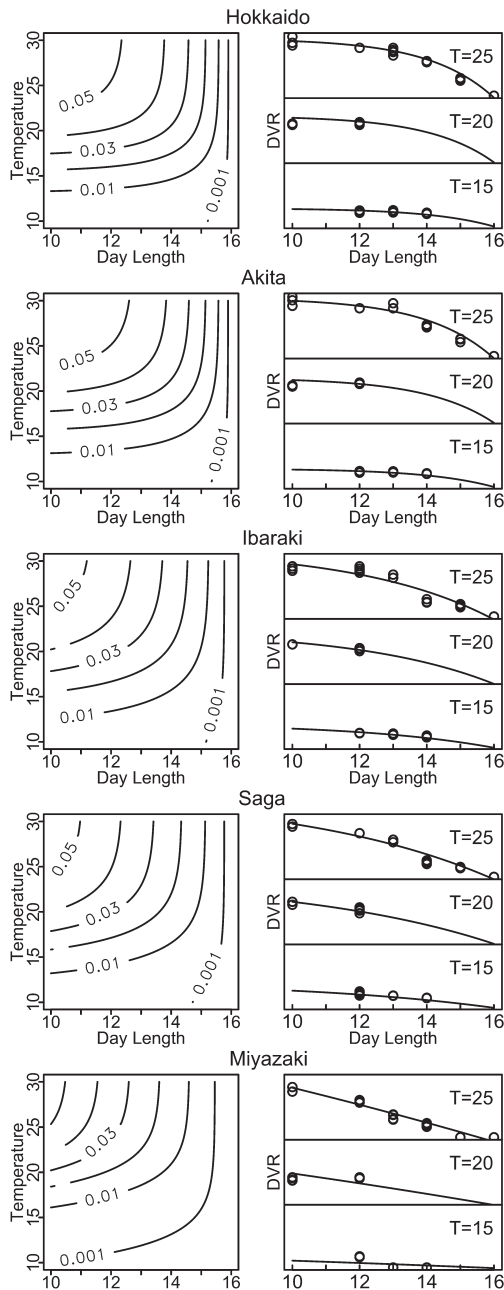 Hokkaido
Temperature
30
25
20
15
10
0.05
0.03
0.01
0.001
10 12 14 16
Day Length
DVR
T=25
T=20
T=15
10 12 14 16
Day Length
Akita
Temperature
30
25
20
15
10
0.05
0.03
0.01
0.001
10 12 14 16
Day Length
DVR
T=25
T=20
T=15
10 12 14 16
Day Length
Ibaraki
Temperature
30
25
20
15
10
0.05
0.03
0.01
0.001
10 12 14 16
Day Length
DVR
T=25
T=20
T=15
10 12 14 16
Day Length
Saga
Temperature
30
25
20
15
10
0.05
0.03
0.01
0.001
10 12 14 16
Day Length
DVR
T=25
T=20
T=15
10 12 14 16
Day Length
Miyazaki
Temperature
30
25
20
15
10
0.03
0.01
0.001
10 12 14 16
Day Length
DVR
T=25
T=20
T=15
10 12 14 16
Day Length